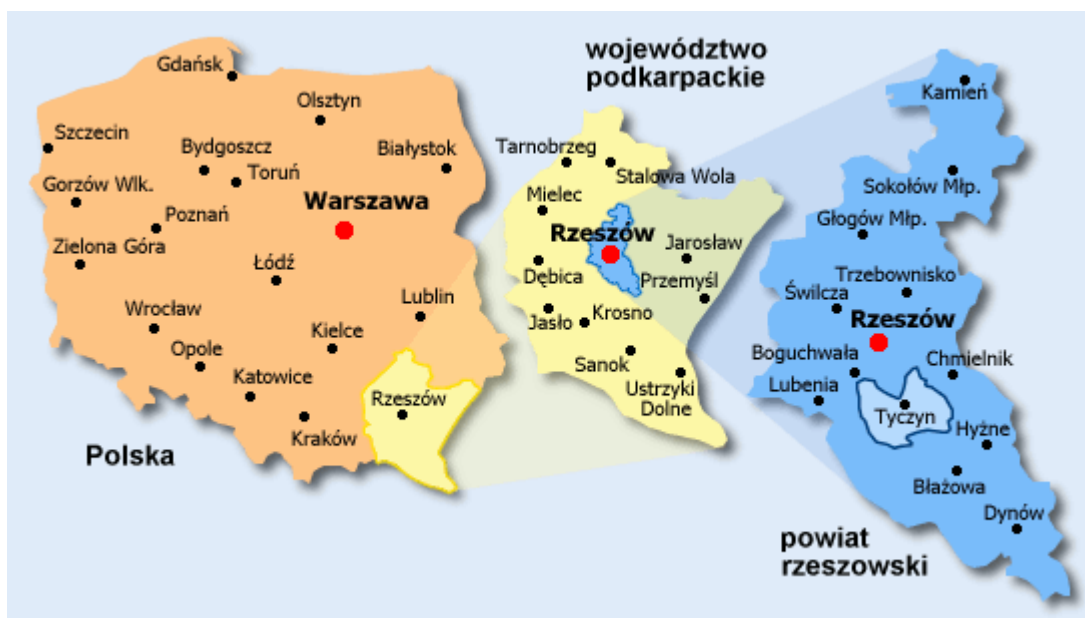 Gdańsk
Olsztyn
Szczecin
Bydgoszcz
Białystok
Toruń
Gorzów Wlk.
Warszawa
Poznań
Zielona Góra
Łódź
Lublin
Wrocław
Kielce
Opole
Katowice
Rzeszów
Kraków
Polska
województwo
podkarpackie
Tarnobrzeg
Stalowa Wola
Mielec
Rzeszów
Jarosław
Dębica
Przemyśl
Jasło
Krosno
Sanok
Ustrzyki
Dolne
Kamień
Sokołów Młp.
Głogów Młp.
Trzebownisko
Świlcza
Rzeszów
Boguchwała
Chmielnik
Lubenia
Tyczyn
Hyżne
Błażowa
Dynów
powiat
rzeszowski